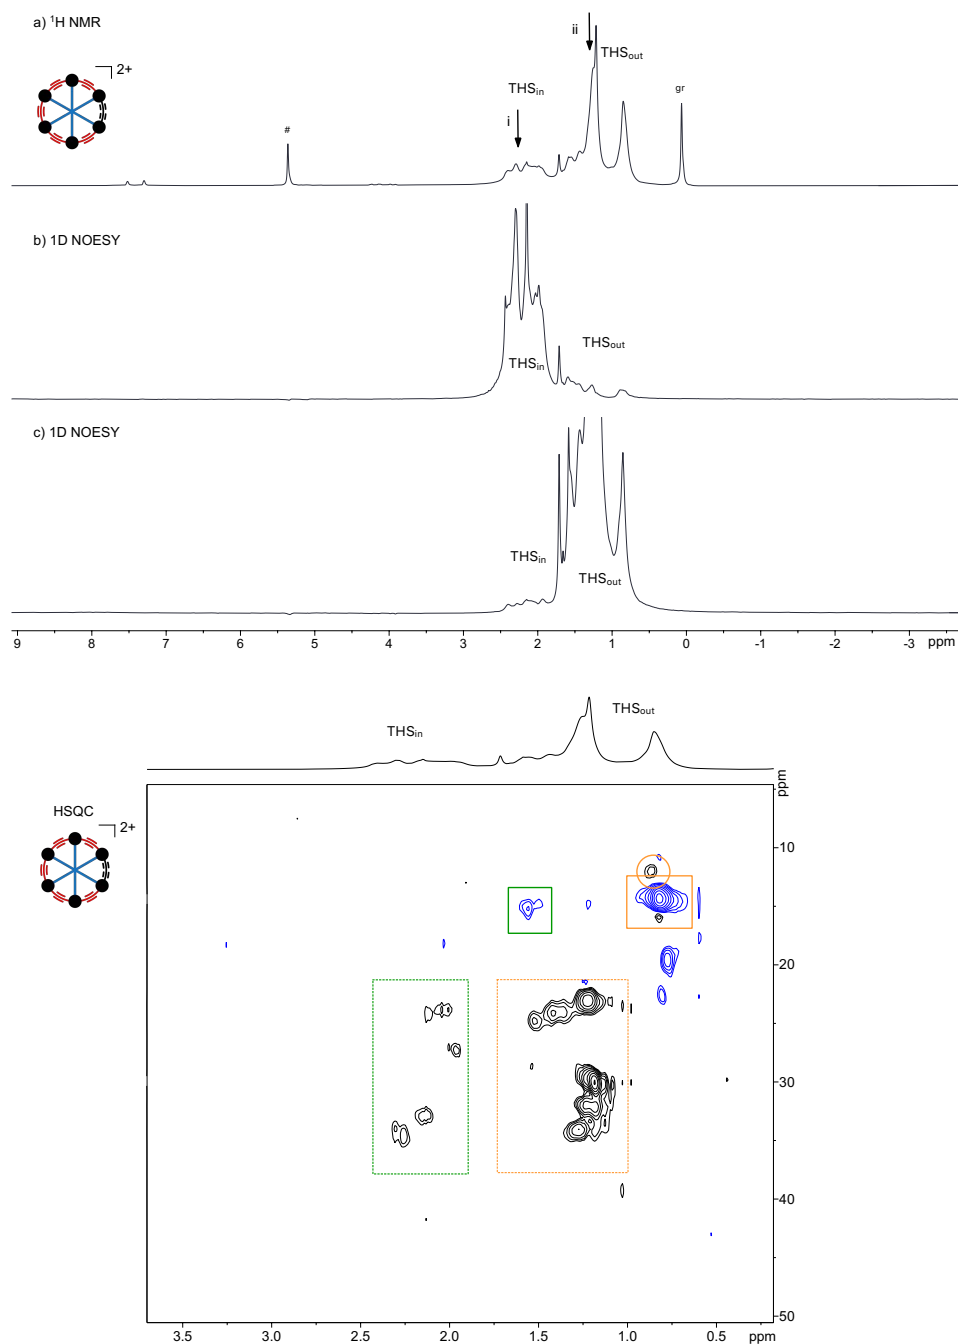 a) ¹H NMR
2+
#
THSin
i
ii
THSout
gr
b) 1D NOESY
THSin
THSout
c) 1D NOESY
THSin
THSout
9 8 7 6 5 4 3 2 1 0 -1 -2 -3 ppm
THSin
THSout
HSQC
2+
ppm
10
20
30
40
50
3.5 3.0 2.5 2.0 1.5 1.0 0.5 ppm